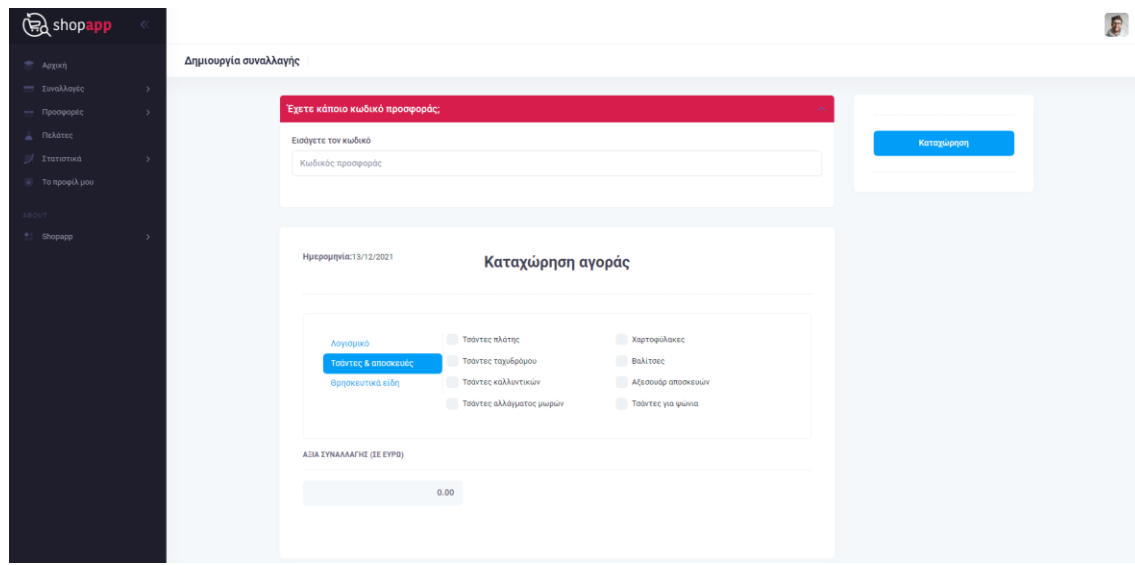 shopapp
Αρχική
Συναλλαγές
Προσφορές
Πελάτες
Στατιστικά
Το προφίλ μου
ABOUT
Shopapp
Δημιουργία συναλλαγής
Έχετε κάποιο κωδικό προσφοράς;
Εισάγετε τον κωδικό
Κωδικός προσφοράς
Καταχώρηση
Ημερομηνία:13/12/2021
Καταχώρηση αγοράς
Λογισμικό
Τσάντες & αποσκευές
Θρησκευτικά είδη
Τσάντες πλάτης
Χαρτοφύλακες
Τσάντες ταχυδρόμου
Βαλίτσες
Τσάντες καλλυντικών
Αξεσουάρ αποσκευών
Τσάντες αλλάγματος μωρών
Τσάντες για ψώνια
ΑΞΙΑ ΣΥΝΑΛΛΑΓΗΣ (ΣΕ ΕΥΡΩ)
0.00